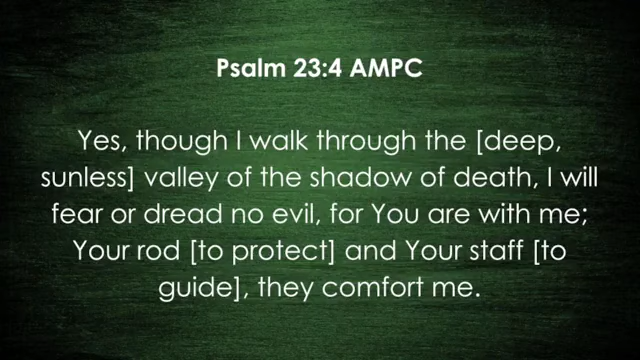 Psalm 23:4 AMPC
Yes, though I walk through the [deep,
sunless] valley of the shadow of death, I will
fear or dread no evil, for You are with me;
Your rod [to protect] and Your staff [to
guide], they comfort me.